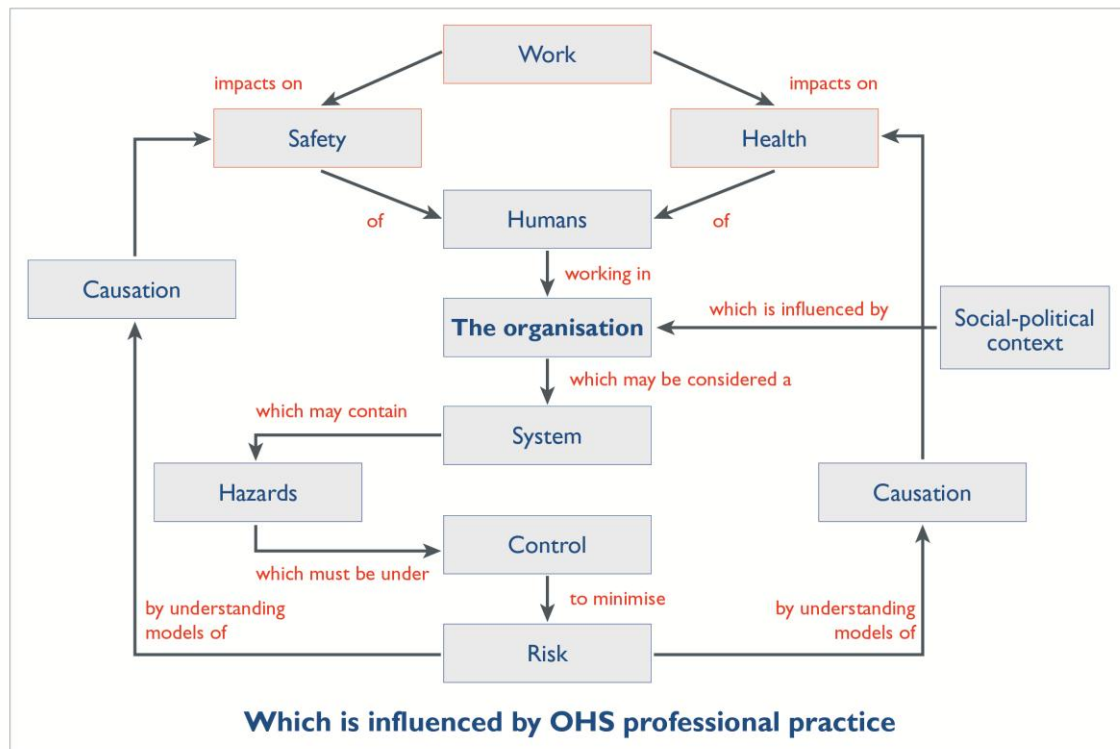 Work
impacts on
impacts on
Safety
Health
of
Humans
of
working in
Causation
The organisation
which is influenced by
Social-political
context
which may be considered a
which may contain
System
Hazards
Causation
Control
which must be under
to minimise
by understanding
models of
by understanding
models of
Risk
Which is influenced by OHS professional practice